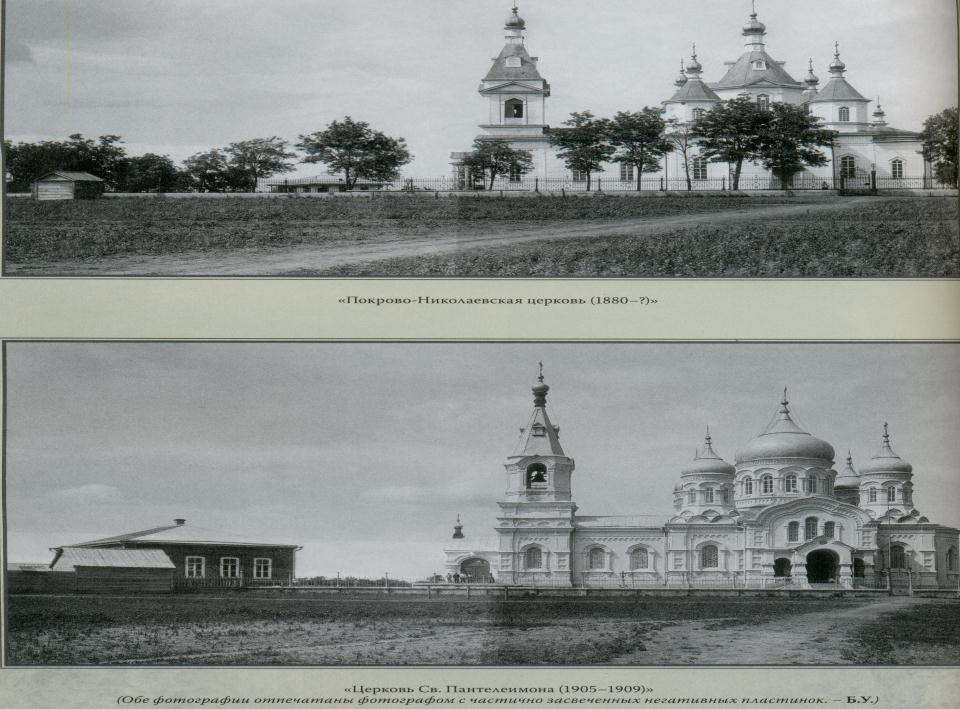 «Покрово-Николаевская церковь (1880–?)»
«Церковь Св. Пантелеимона (1905–1909)»
(Обе фотографии отпечатаны фотографом с частично засвеченных негативных пластинок. – Б.У.)